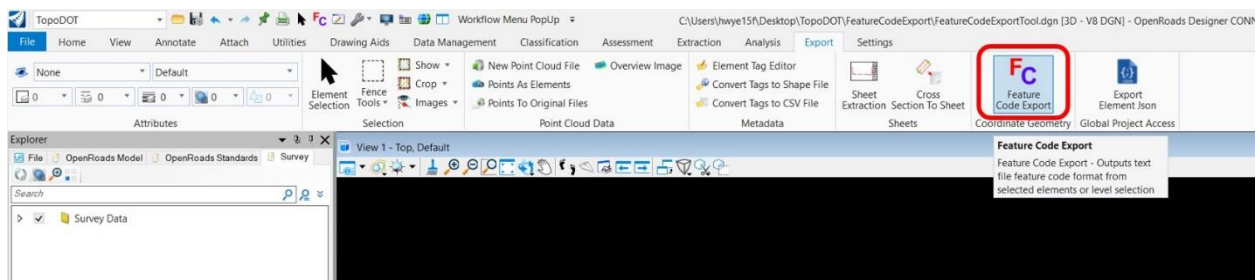 TopoDOT Workflow Menu PopUp C:\Users\hwye15f\Desktop\TopoDOT\FeatureCodeExport\FeatureCodeExportTool.dgn [3D - V8 DGN] - OpenRoads Designer CONN
File Home View Annotate Attach Utilities Drawing Aids Data Management Classification Assessment Extraction Analysis Export Settings
None Default
0 0 0 0 0
Attributes
Element
Selection
Fence
Tools
Show
Crop
Images
Selection
New Point Cloud File Overview Image
Points As Elements
Points To Original Files
Point Cloud Data
Element Tag Editor
Convert Tags to Shape File
Convert Tags to CSV File
Metadata
Sheet
Extraction
Cross
Section To Sheet
Sheets
FC
Feature
Code Export
Coordinate Geometry
Export
Element Json
Global Project Access
Feature Code Export
Feature Code Export - Outputs text
file feature code format from
selected elements or level selection
Explorer
File OpenRoads Model OpenRoads Standards Survey
Search
Survey Data
View 1 - Top, Default